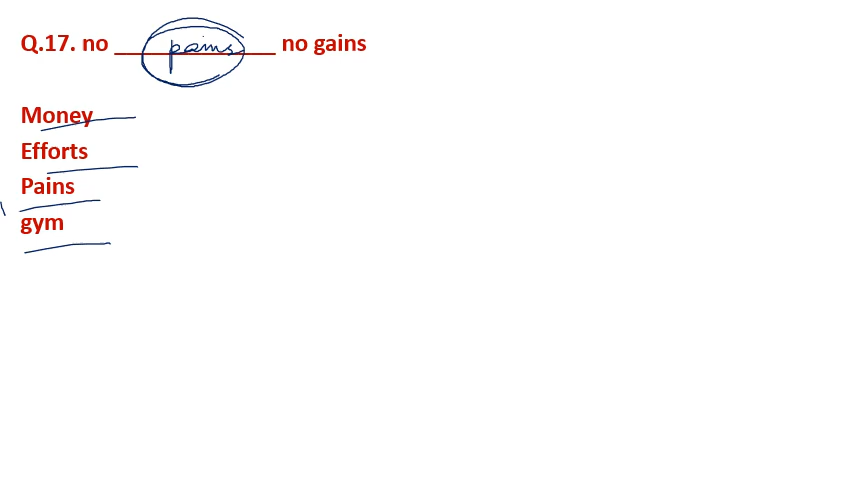 Q.17. no pains no gains
Money
Efforts
Pains
gym